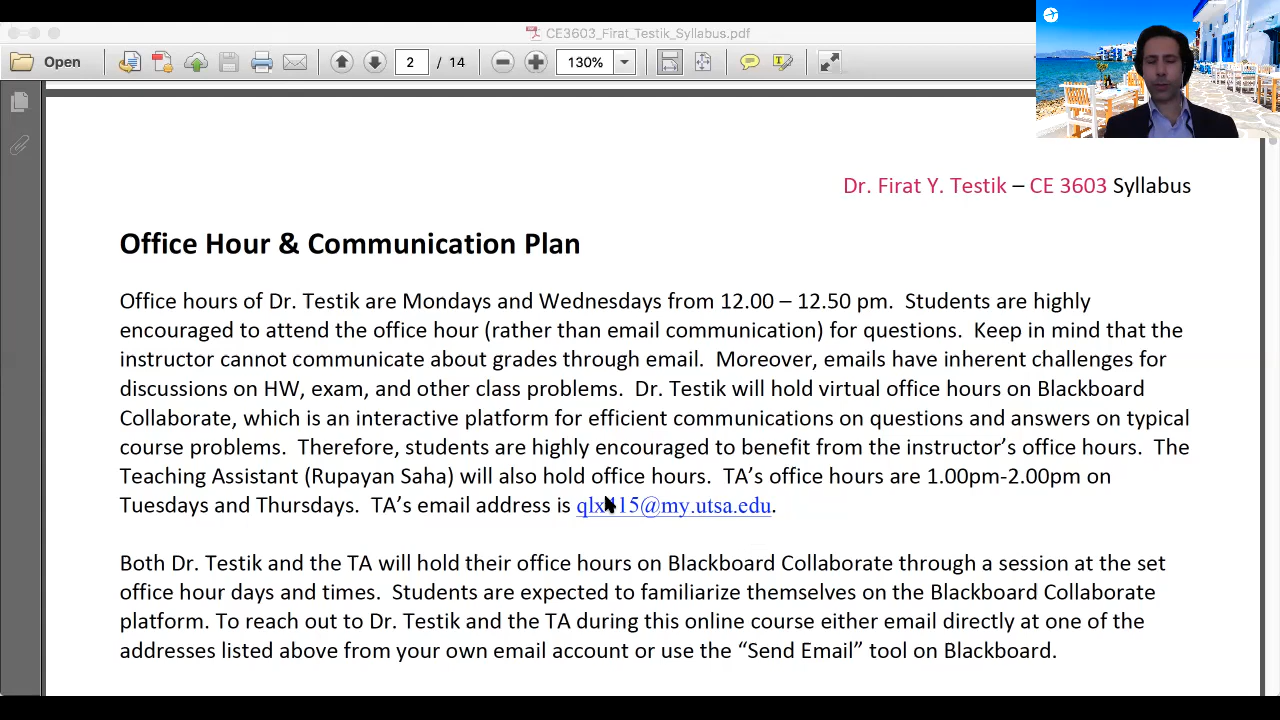 CE3603_Firat_Testik_Syllabus.pdf
Open
2 / 14
130%
Dr. Firat Y. Testik – CE 3603 Syllabus
Office Hour & Communication Plan
Office hours of Dr. Testik are Mondays and Wednesdays from 12.00 – 12.50 pm. Students are highly
encouraged to attend the office hour (rather than email communication) for questions. Keep in mind that the
instructor cannot communicate about grades through email. Moreover, emails have inherent challenges for
discussions on HW, exam, and other class problems. Dr. Testik will hold virtual office hours on Blackboard
Collaborate, which is an interactive platform for efficient communications on questions and answers on typical
course problems. Therefore, students are highly encouraged to benefit from the instructor's office hours. The
Teaching Assistant (Rupayan Saha) will also hold office hours. TA's office hours are 1.00pm-2.00pm on
Tuesdays and Thursdays. TA's email address is
Both Dr. Testik and the TA will hold their office hours on Blackboard Collaborate through a session at the set
office hour days and times. Students are expected to familiarize themselves on the Blackboard Collaborate
platform. To reach out to Dr. Testik and the TA during this online course either email directly at one of the
addresses listed above from your own email account or use the “Send Email” tool on Blackboard.